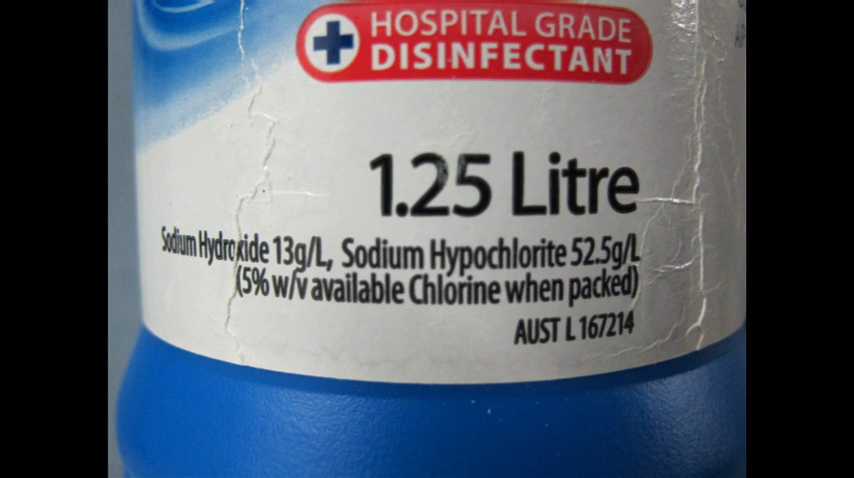 HOSPITAL GRADE
DISINFECTANT
1.25 Litre
Sodium Hydroxide 13g/L, Sodium Hypochlorite 52.5g/L
(5% w/v available Chlorine when packed)
AUST L 167214